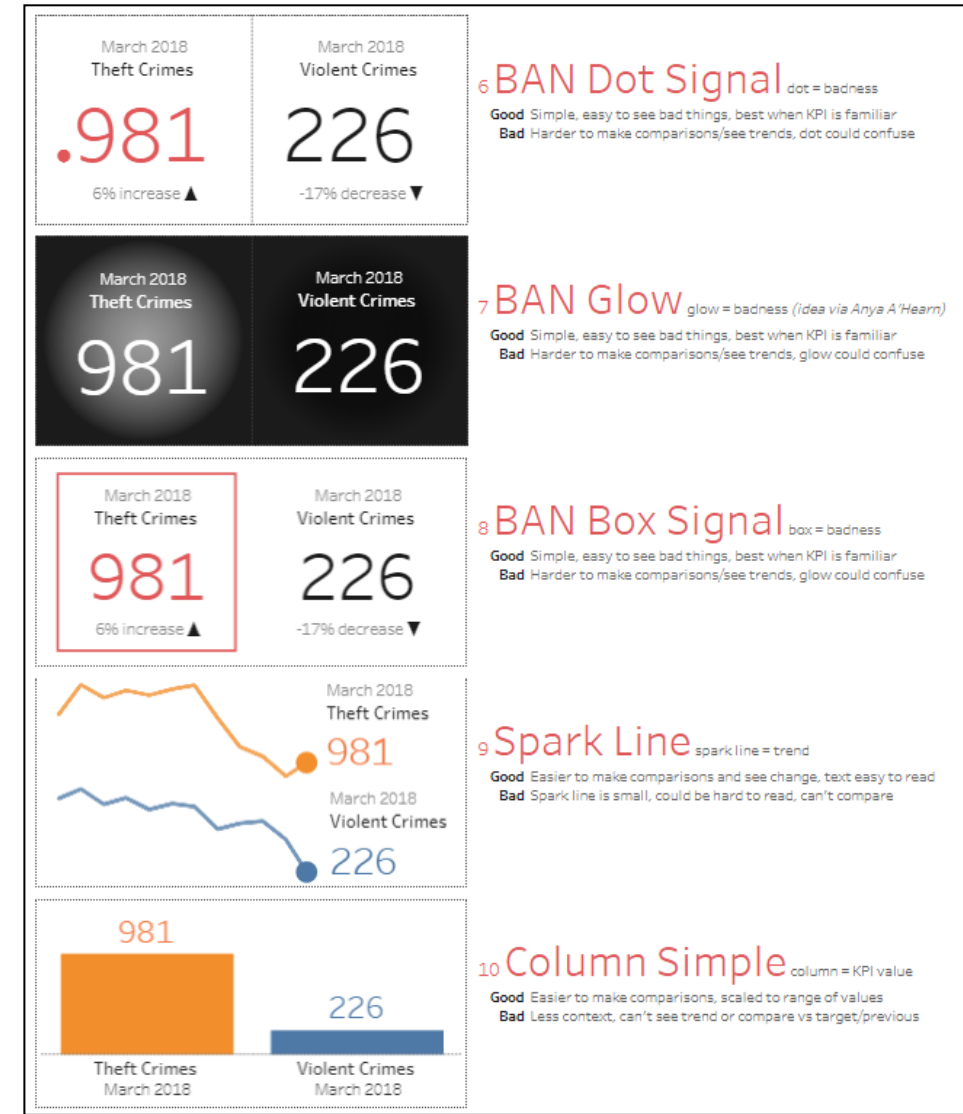 March 2018
Theft Crimes
.981
6% increase ▲
March 2018
Violent Crimes
226
-17% decrease ▼
6 BAN Dot Signal dot = badness
Good Simple, easy to see bad things, best when KPI is familiar
Bad Harder to make comparisons/see trends, dot could confuse
March 2018
Theft Crimes
981
March 2018
Violent Crimes
226
7 BAN Glow glow = badness (idea via Anya A'Hearn)
Good Simple, easy to see bad things, best when KPI is familiar
Bad Harder to make comparisons/see trends, glow could confuse
March 2018
Theft Crimes
981
6% increase ▲
March 2018
Violent Crimes
226
-17% decrease ▼
8 BAN Box Signal box = badness
Good Simple, easy to see bad things, best when KPI is familiar
Bad Harder to make comparisons/see trends, glow could confuse
March 2018
Theft Crimes
981
March 2018
Violent Crimes
226
9 Spark Line spark line = trend
Good Easier to make comparisons and see change, text easy to read
Bad Spark line is small, could be hard to read, can't compare
981
Theft Crimes
March 2018
226
Violent Crimes
March 2018
10 Column Simple column = KPI value
Good Easier to make comparisons, scaled to range of values
Bad Less context, can't see trend or compare vs target/previous